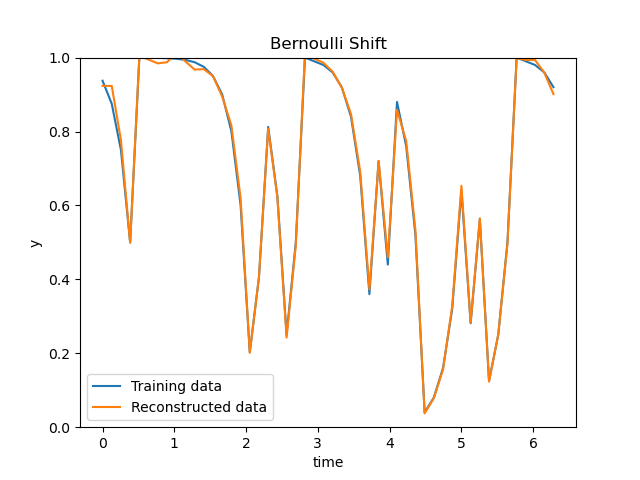 Bernoulli Shift
1.0
0.8
0.6
0.4
0.2
0.0
y
Training data
Reconstructed data
0 1 2 3 4 5 6
time